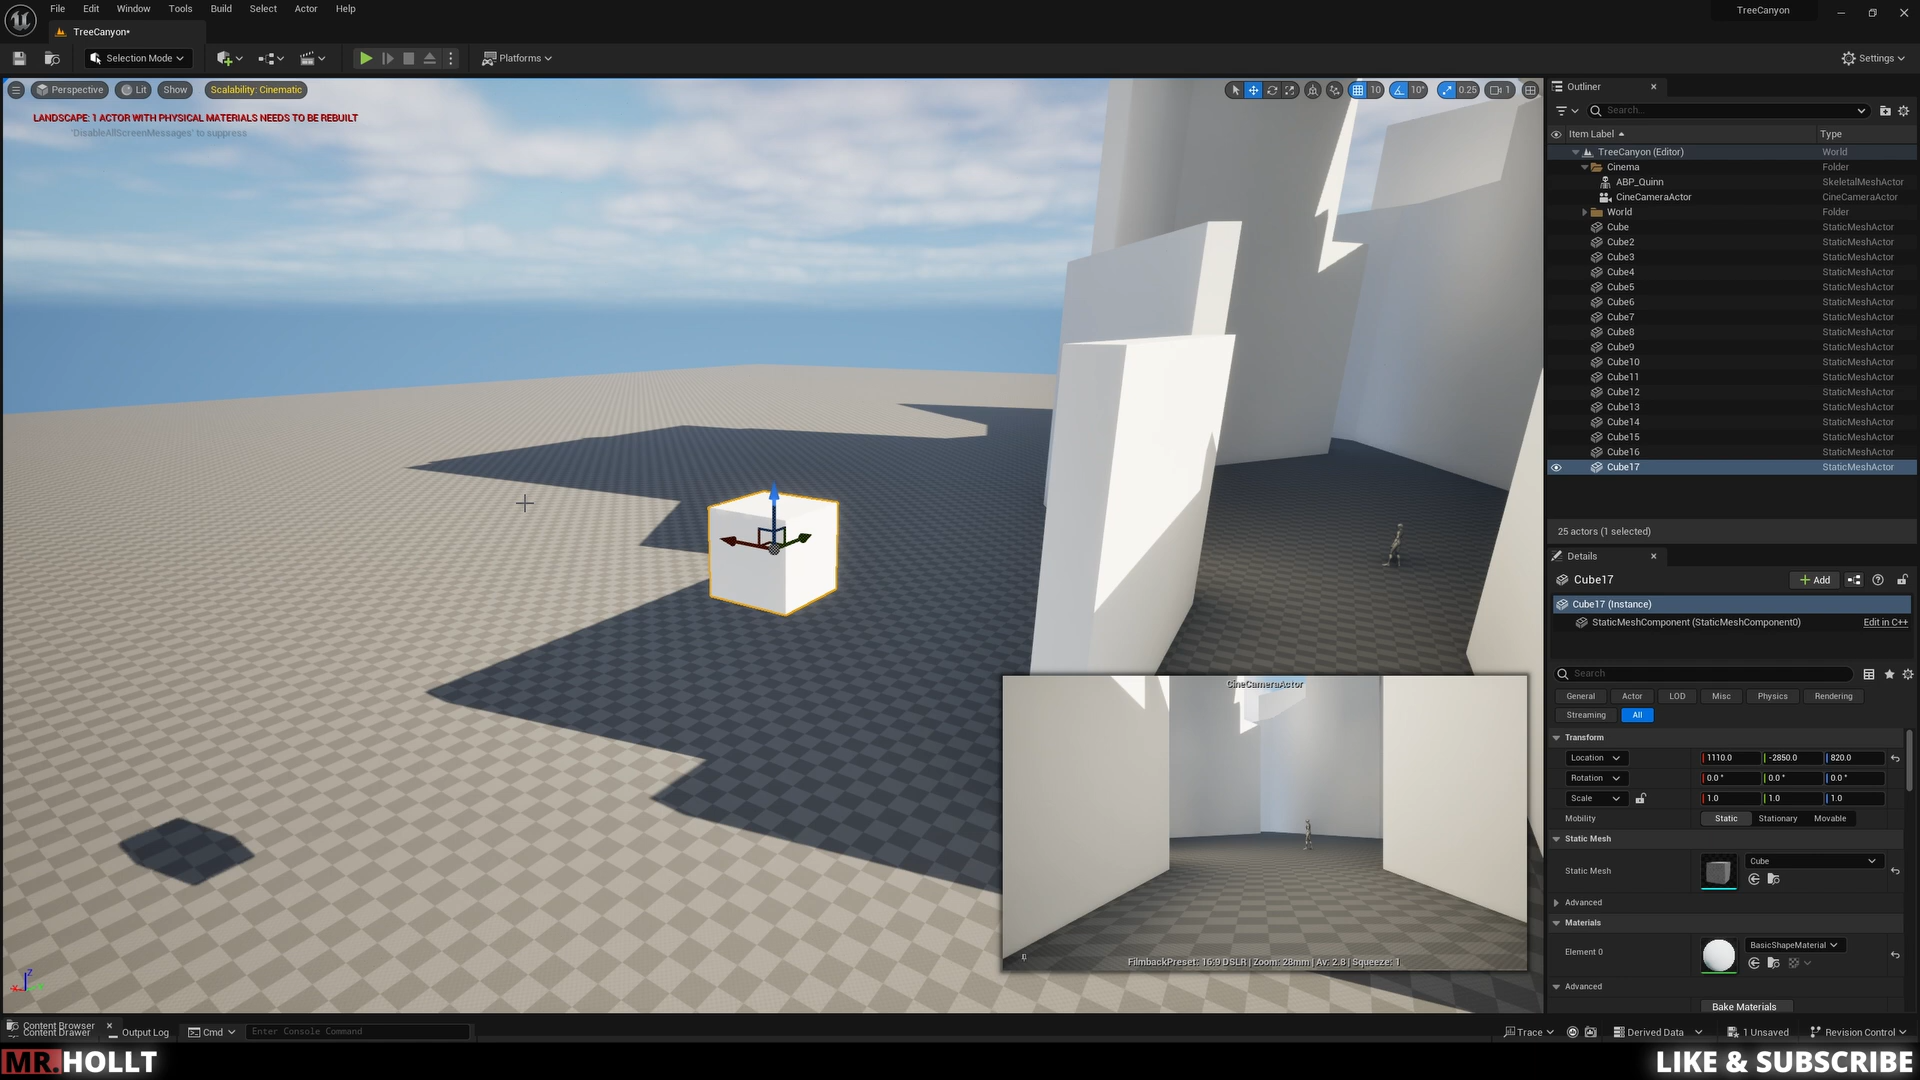 File Edit Window Tools Build Select Actor Help
TreeCanyon
TreeCanyon*
Selection Mode
Platforms
Settings
Perspective Lit Show Scalability: Cinematic
10 10° 0.25 1
LANDSCAPE: 1 ACTOR WITH PHYSICAL MATERIALS NEEDS TO BE REBUILT
'DisableAllScreenMessages' to suppress
Outliner
Search...
Item Label Type
TreeCanyon (Editor) World
Cinema Folder
ABP_Quinn SkeletalMeshActor
CineCameraActor CineCameraActor
World Folder
Cube StaticMeshActor
Cube2 StaticMeshActor
Cube3 StaticMeshActor
Cube4 StaticMeshActor
Cube5 StaticMeshActor
Cube6 StaticMeshActor
Cube7 StaticMeshActor
Cube8 StaticMeshActor
Cube9 StaticMeshActor
Cube10 StaticMeshActor
Cube11 StaticMeshActor
Cube12 StaticMeshActor
Cube13 StaticMeshActor
Cube14 StaticMeshActor
Cube15 StaticMeshActor
Cube16 StaticMeshActor
Cube17 StaticMeshActor
25 actors (1 selected)
Details
Cube17
Add
Cube17 (Instance)
StaticMeshComponent (StaticMeshComponent0) Edit in C++
Search
General Actor LOD Misc Physics Rendering
Streaming All
Transform
Location 1110.0 -2850.0 820.0
Rotation 0.0° 0.0° 0.0°
Scale 1.0 1.0 1.0
Mobility Static Stationary Movable
Static Mesh
Static Mesh Cube
Advanced
Materials
Element 0 BasicShapeMaterial
Advanced
Bake Materials
CineCameraActor
FilmbackPreset: 16:9 DSLR | Zoom: 28mm | Av: 2.8 | Squeeze: 1
Z
X
Content Browser
Content Drawer
Output Log
Cmd
Enter Console Command
Trace
Derived Data
1 Unsaved
Revision Control
MR.HOLLT
LIKE & SUBSCRIBE